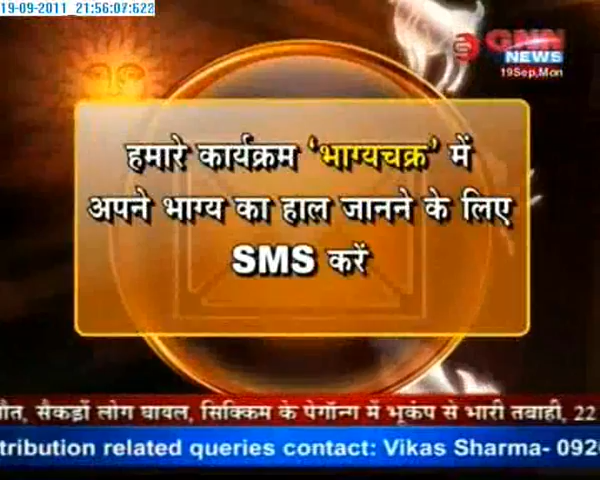 19-09-2011_21:56:07:622
GNN
NEWS
19Sep,Mon
हमारे कार्यक्रम ‘भाग्यचक्र’ में
अपने भाग्य का हाल जानने के लिए
SMS करें
सैकड़ों लोग घायल, सिक्किम के पेगॉन्ग में भूकंप से भारी तबाही, 22
tribution related queries contact: Vikas Sharma- 092